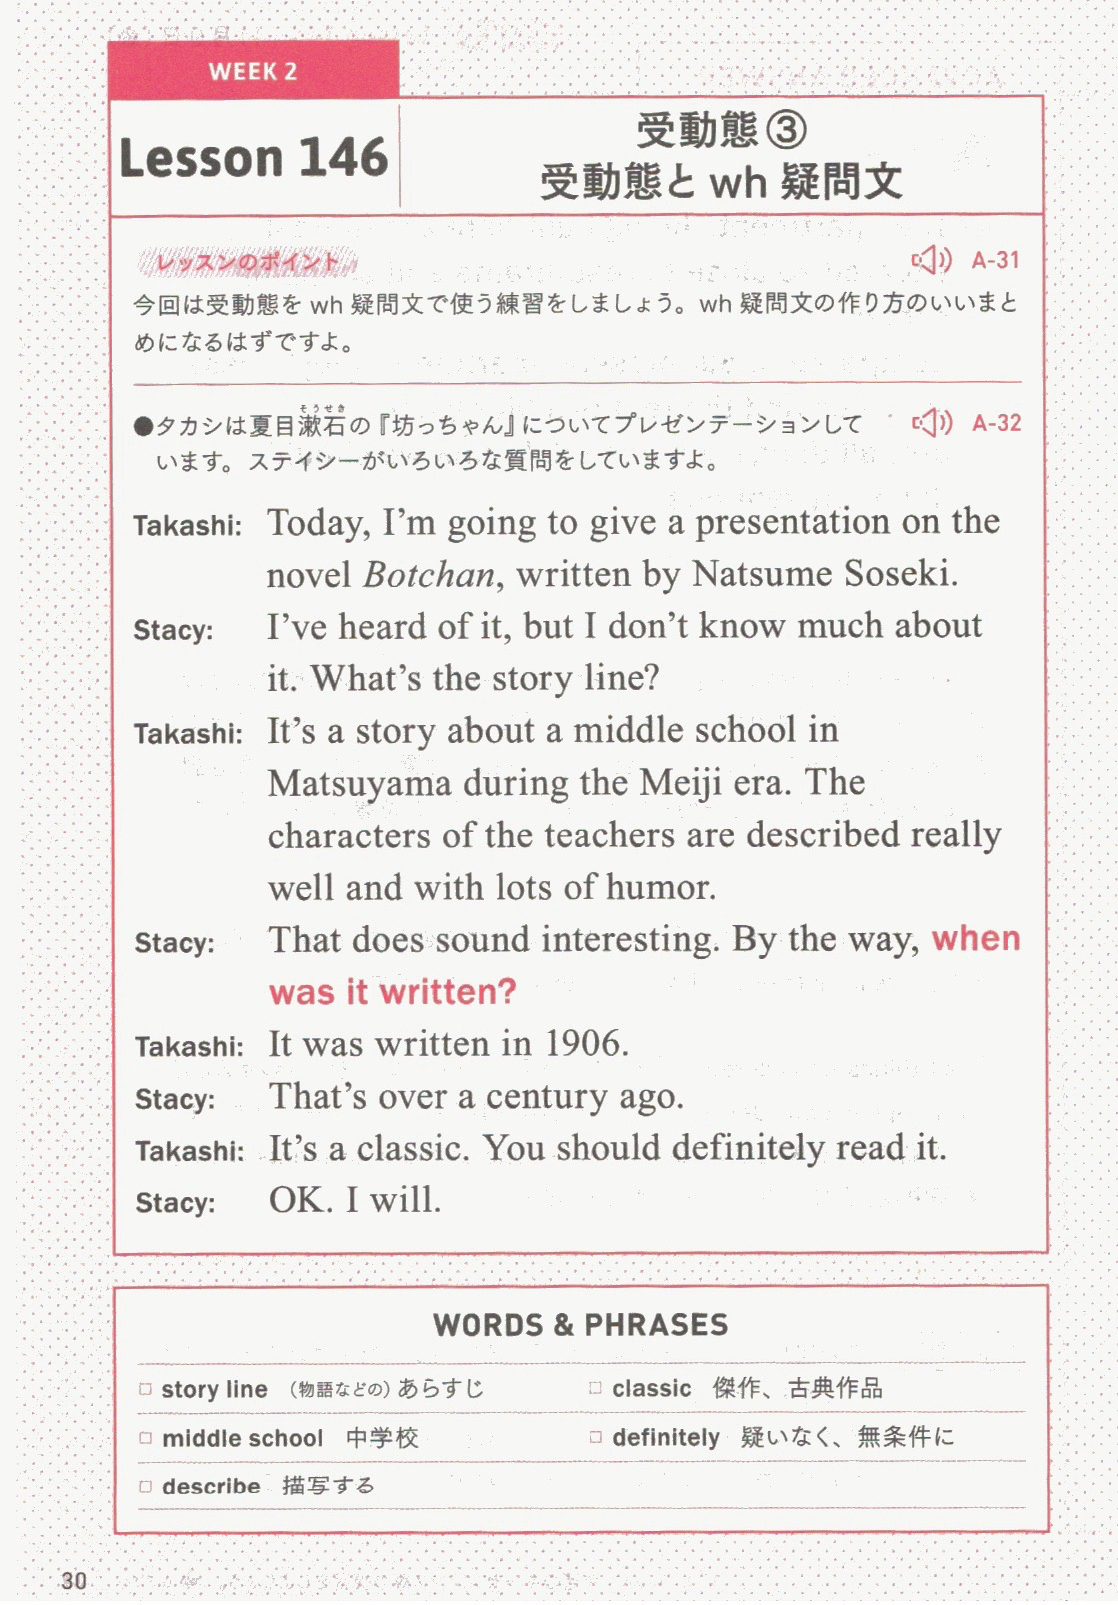 WEEK 2
Lesson 146
受動態③
受動態と wh 疑問文
レッスンのポイント
A-31
今回は受動態を wh 疑問文で使う練習をしましょう。wh 疑問文の作り方のいいまと
めになるはずですよ。
そうせき
●タカシは夏目漱石の『坊っちゃん』についてプレゼンテーションして
A-32
います。ステイシーがいろいろな質問をしていますよ。
Takashi: Today, I'm going to give a presentation on the
novel Botchan, written by Natsume Soseki.
Stacy: I've heard of it, but I don't know much about
it. What's the story line?
Takashi: It's a story about a middle school in
Matsuyama during the Meiji era. The
characters of the teachers are described really
well and with lots of humor.
Stacy: That does sound interesting. By the way, when
was it written?
Takashi: It was written in 1906.
Stacy: That's over a century ago.
Takashi: It's a classic. You should definitely read it.
Stacy: OK. I will.
WORDS & PHRASES
□ story line （物語などの）あらすじ
□ classic 傑作、古典作品
□ middle school 中学校
□ definitely 疑いなく、無条件に
□ describe 描写する
30